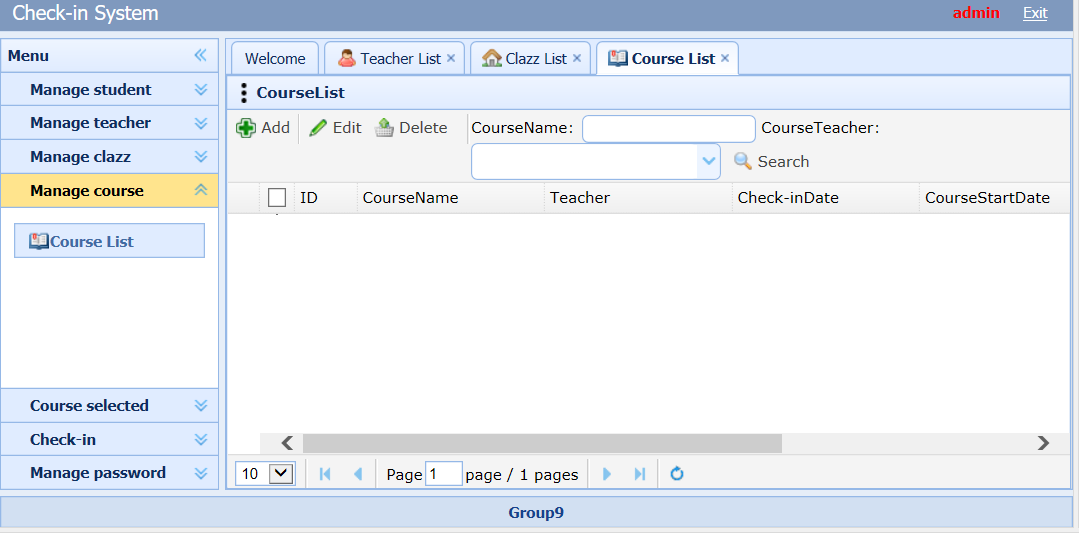 Check-in System
admin Exit
Menu
Manage student
Manage teacher
Manage clazz
Manage course
Course List
Course selected
Check-in
Manage password
Welcome Teacher List × Clazz List × Course List ×
CourseList
Add Edit Delete CourseName: CourseTeacher:
Search
ID CourseName Teacher Check-inDate CourseStartDate
10 Page 1 page / 1 pages
Group9